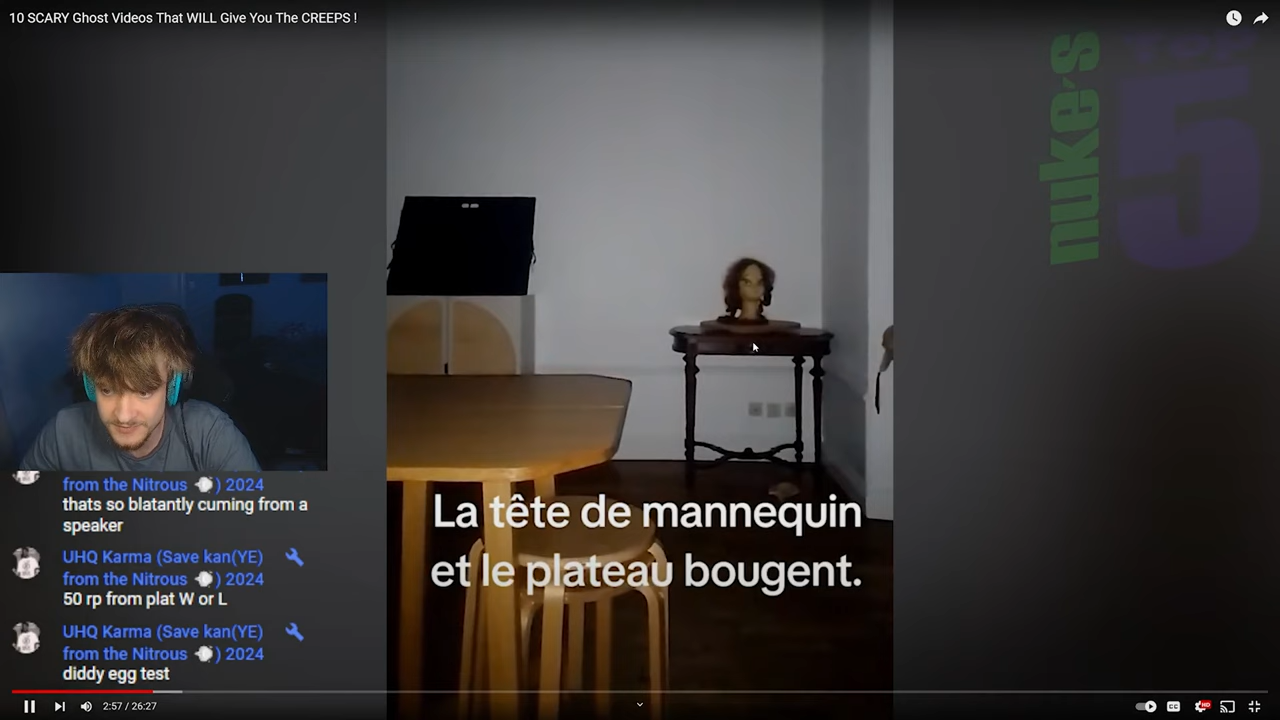 10 SCARY Ghost Videos That WILL Give You The CREEPS !
nuke's
TOP
5
from the Nitrous ) 2024
thats so blatantly cuming from a
speaker
UHQ Karma (Save kan(YE)
from the Nitrous ) 2024
50 rp from plat W or L
UHQ Karma (Save kan(YE)
from the Nitrous ) 2024
diddy egg test
La tête de mannequin
et le plateau bougent.
2:57 / 26:27
CC
HD